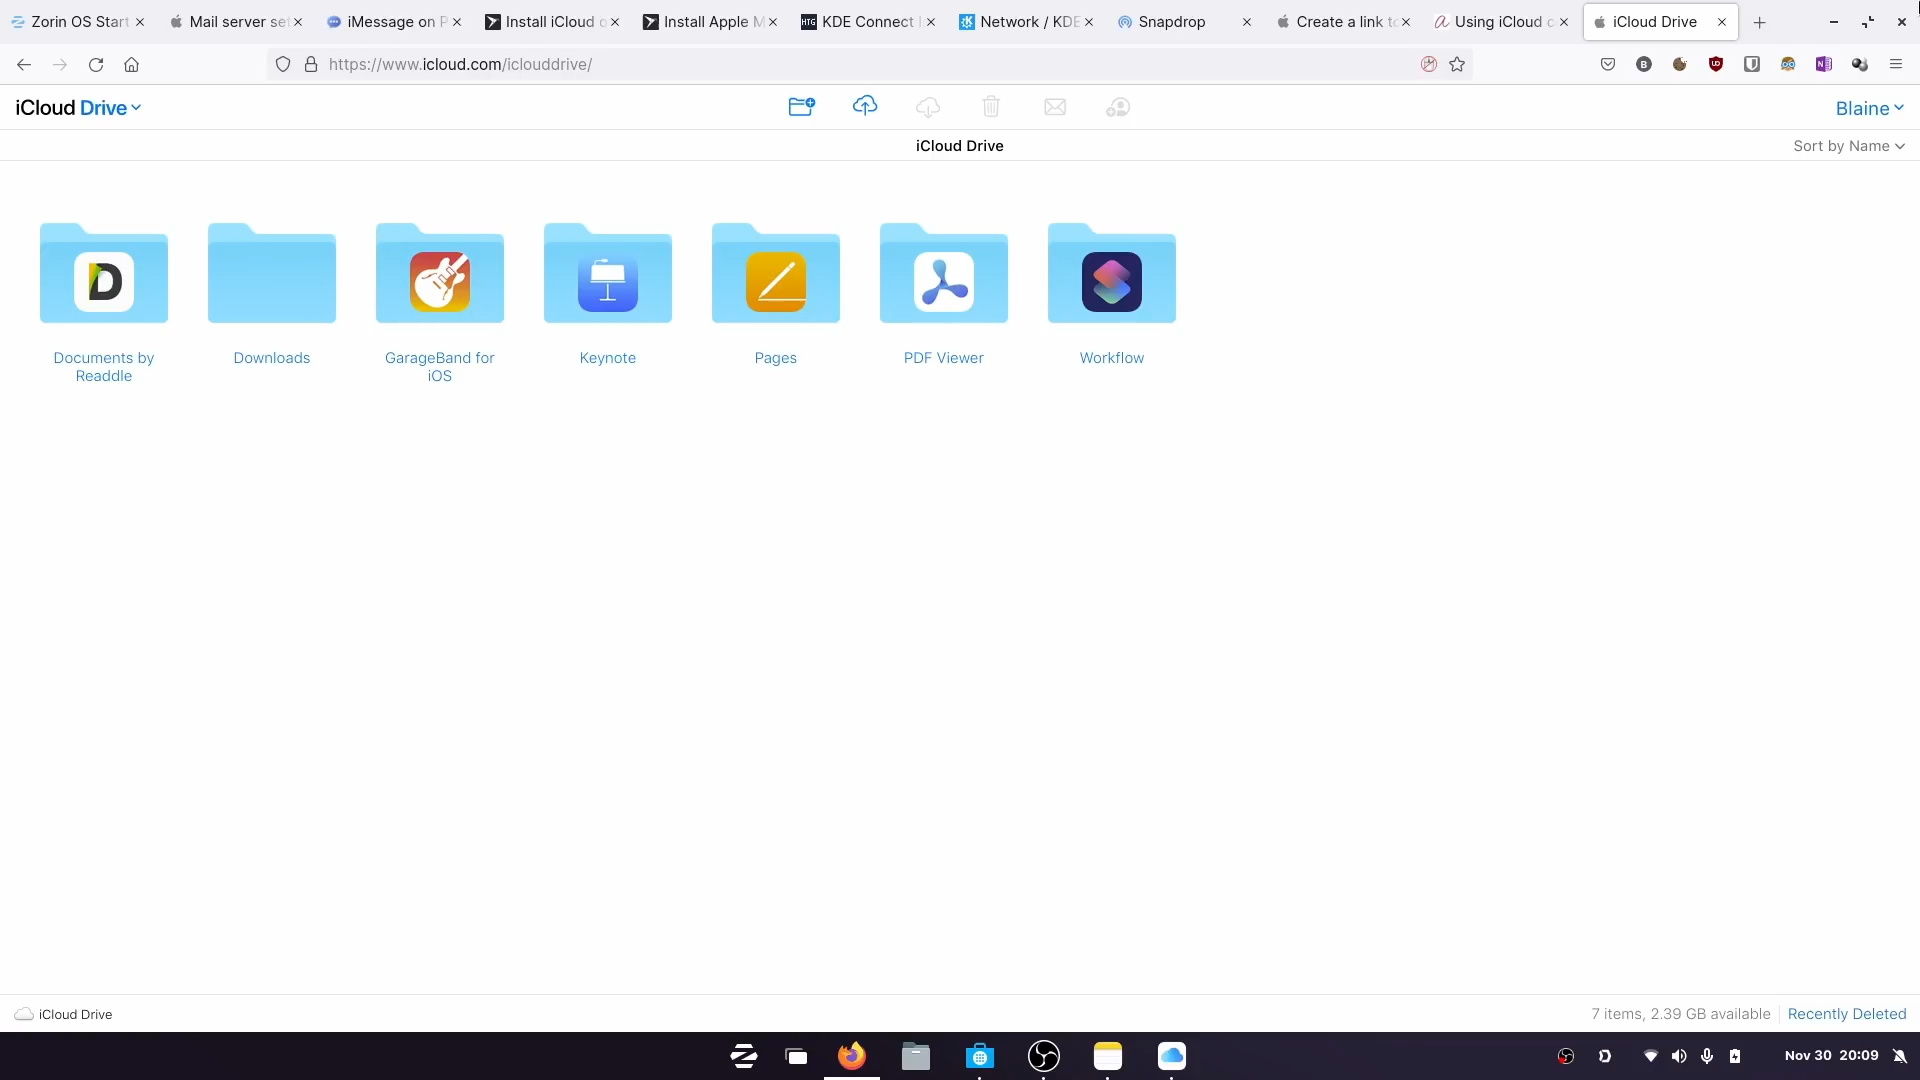 Zorin OS Start
Mail server set
iMessage on P
Install iCloud o
Install Apple M
HTG KDE Connect
Network / KDE
Snapdrop
Create a link to
Using iCloud o
iCloud Drive
https://www.icloud.com/iclouddrive/
iCloud Drive
Blaine
iCloud Drive
Sort by Name
Documents by
Readdle
Downloads
GarageBand for
iOS
Keynote
Pages
PDF Viewer
Workflow
iCloud Drive
7 items, 2.39 GB available
Recently Deleted
Nov 30 20:09